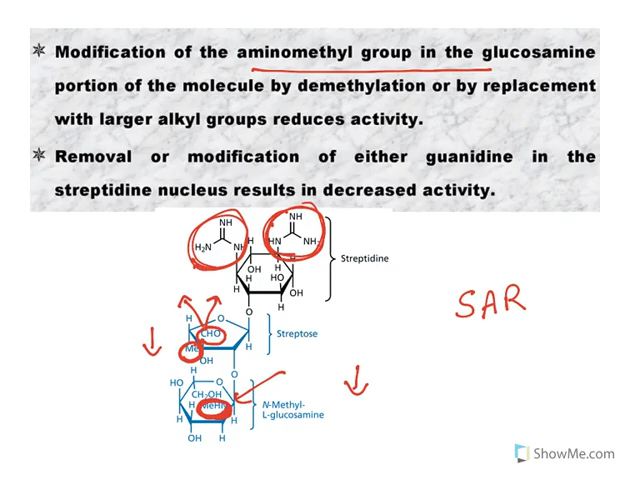 Modification of the aminomethyl group in the glucosamine
portion of the molecule by demethylation or by replacement
with larger alkyl groups reduces activity.
Removal or modification of either guanidine in the
streptidine nucleus results in decreased activity.
NH
NH
H₂N
NH
H
HN
NH₂
H
OH
H
HO
H
OH
H
Streptidine
O
H
O
CHO
Me
OH
H
Streptose
SAR
H
O
HO
O
CH₂OH
H
MeHN
H
H
OH
H
N-Methyl-
L-glucosamine
ShowMe.com